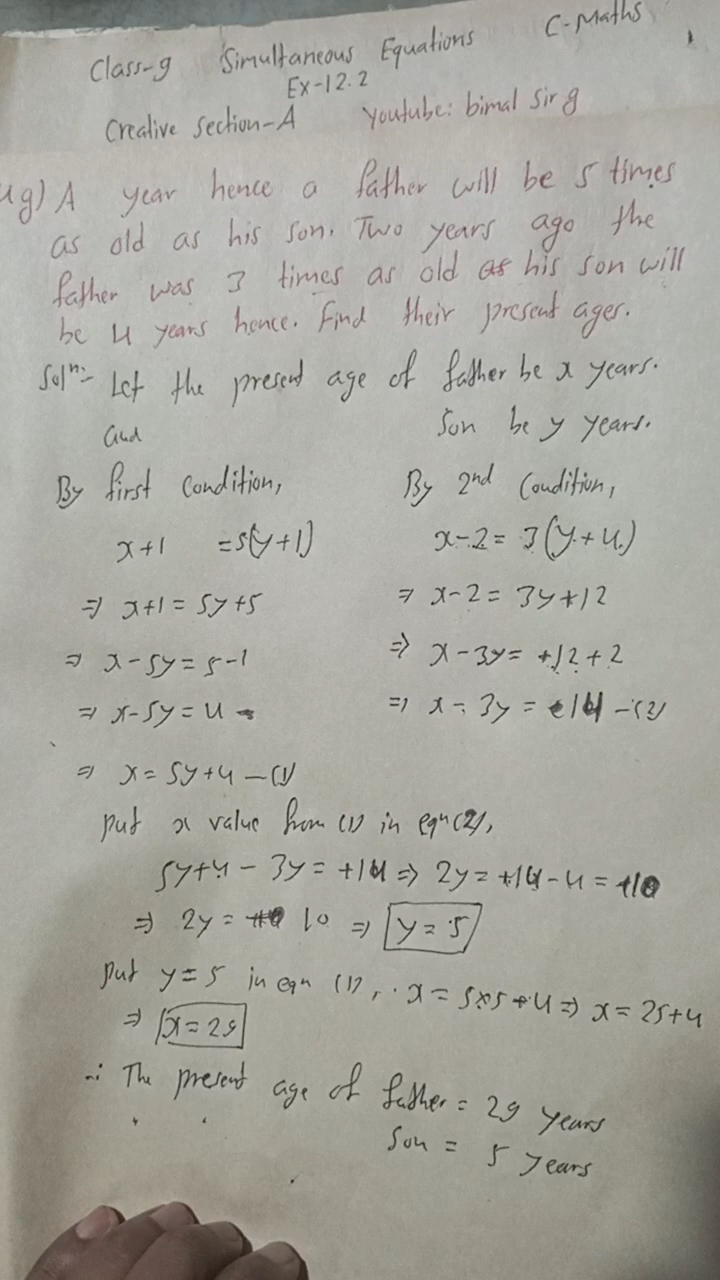 Class-9 Simultaneous Equations C-Maths
Ex-12.2
Creative Section-A Youtube: bimal sir g
4g) A year hence a father will be 5 times
as old as his son. Two years ago the
father was 3 times as old as his son will
be 4 years hence. Find their present ages.
Solⁿ:- Let the present age of father be x years.
and Son be y years.
By first condition, By 2nd Condition,
x+1 =5(y+1) x-2= 3(y+4)
⇒ x+1 = 5y+5 ⇒ x-2 = 3y+12
⇒ x-5y = 5-1 ⇒ x-3y= +12+2
⇒ x-5y = 4 ⇒ x-3y = 14 -(2)
⇒ x = 5y+4 -(1)
put x value from (1) in eqn(2),
5y+4 - 3y = +14 ⇒ 2y = +14-4 = +10
⇒ 2y = 10 ⇒ y = 5
put y=5 in eqn (1), x = 5×5+4 ⇒ x = 25+4
⇒ x = 29
∴ The present age of father = 29 years
Son = 5 years